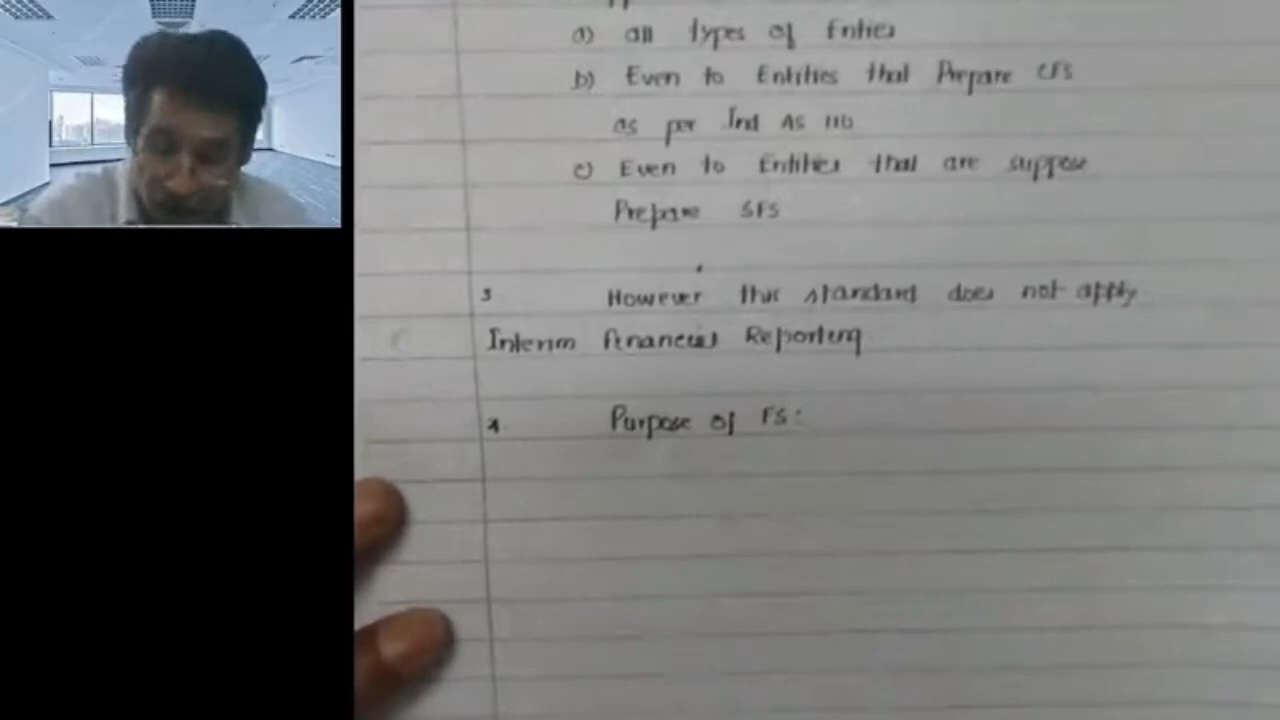 a) all types of Enties
b) Even to Entities that Prepare CFS
as per Ind AS 110
c) Even to Entities that are suppose
Prepare SFS
3 However this standard does not apply
Interim Financial Reporting
4. Purpose of FS: